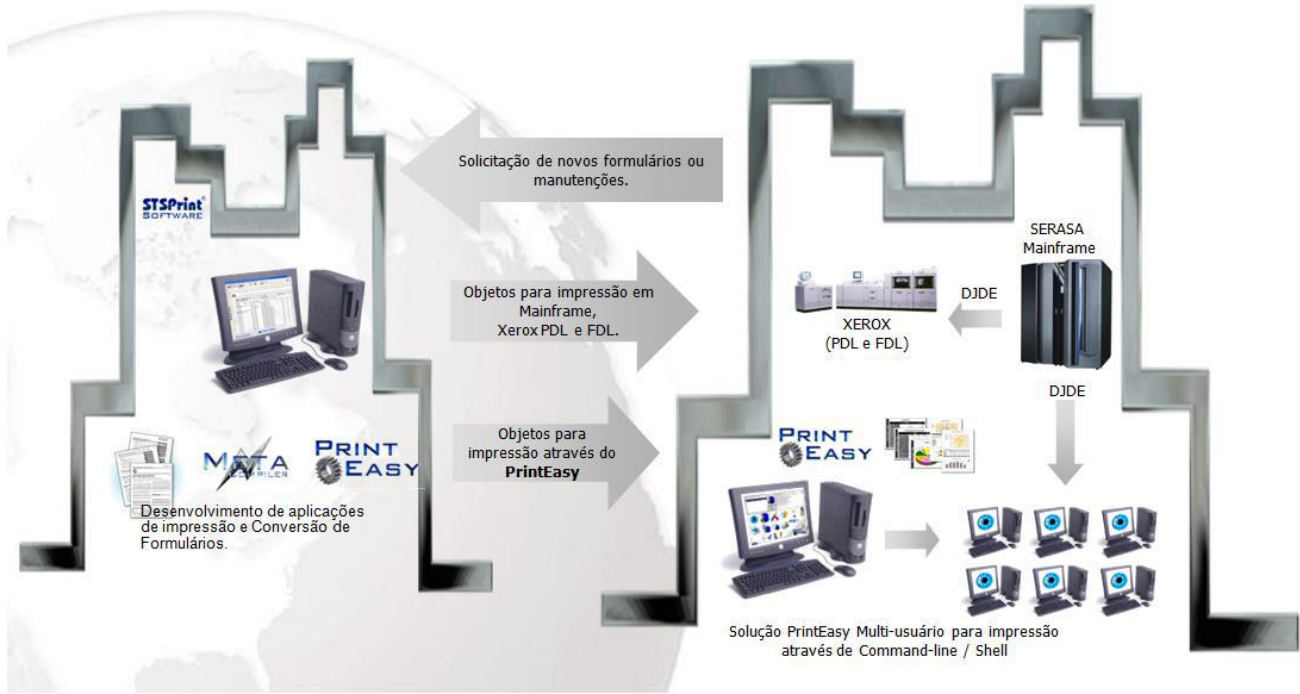 Solicitação de novos formulários ou
manutenções.
STSPrint®
SOFTWARE
Objetos para impressão em
Mainframe,
Xerox PDL e FDL.
Objetos para
impressão através do
PrintEasy
META
COMPILER
PRINT
EASY
Desenvolvimento de aplicações
de impressão e Conversão de
Formulários.
SERASA
Mainframe
DJDE
XEROX
(PDL e FDL)
DJDE
PRINT
EASY
Solução PrintEasy Multi-usuário para impressão
através de Command-line / Shell